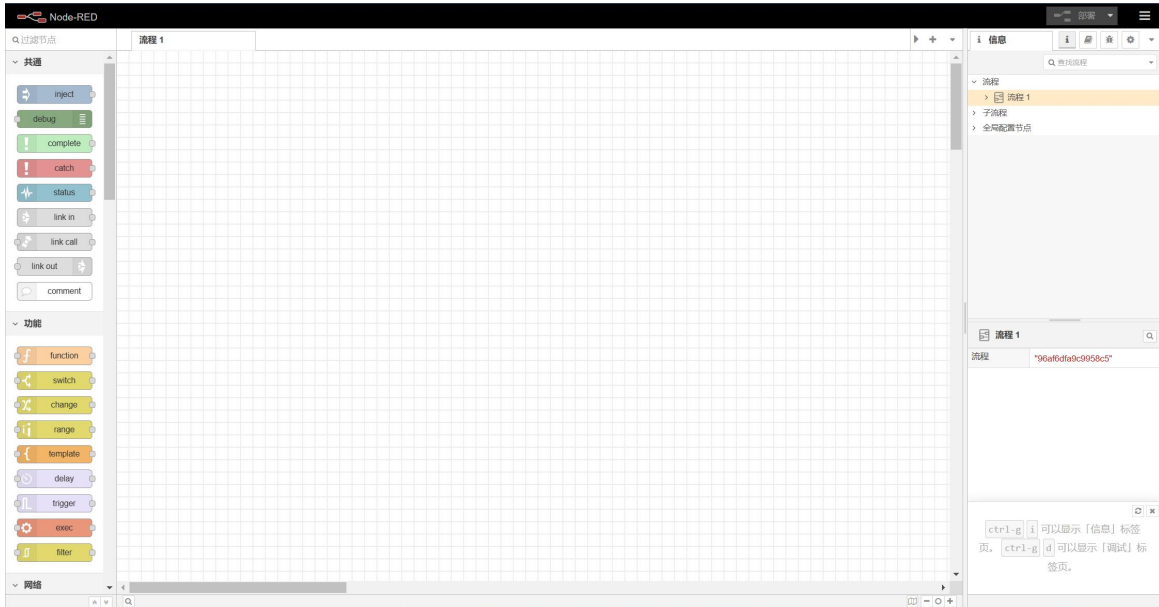 Node-RED
部署
过滤节点
流程 1
信息
共通
查找流程
inject
debug
complete
catch
status
link in
link call
link out
comment
流程
流程 1
子流程
全局配置节点
功能
function
switch
change
range
template
delay
trigger
exec
filter
网络
流程 1
流程
"96af6dfa9c9958c5"
ctrl-g i 可以显示「信息」标签
页。 ctrl-g d 可以显示「调试」标
签页。